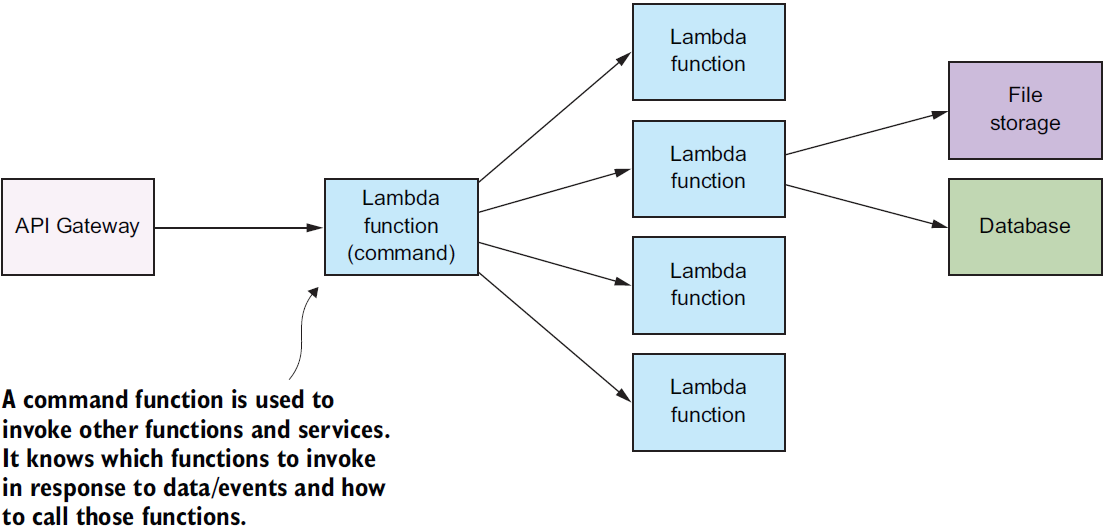 API Gateway
Lambda
function
(command)
Lambda
function
Lambda
function
Lambda
function
Lambda
function
File
storage
Database
A command function is used to
invoke other functions and services.
It knows which functions to invoke
in response to data/events and how
to call those functions.